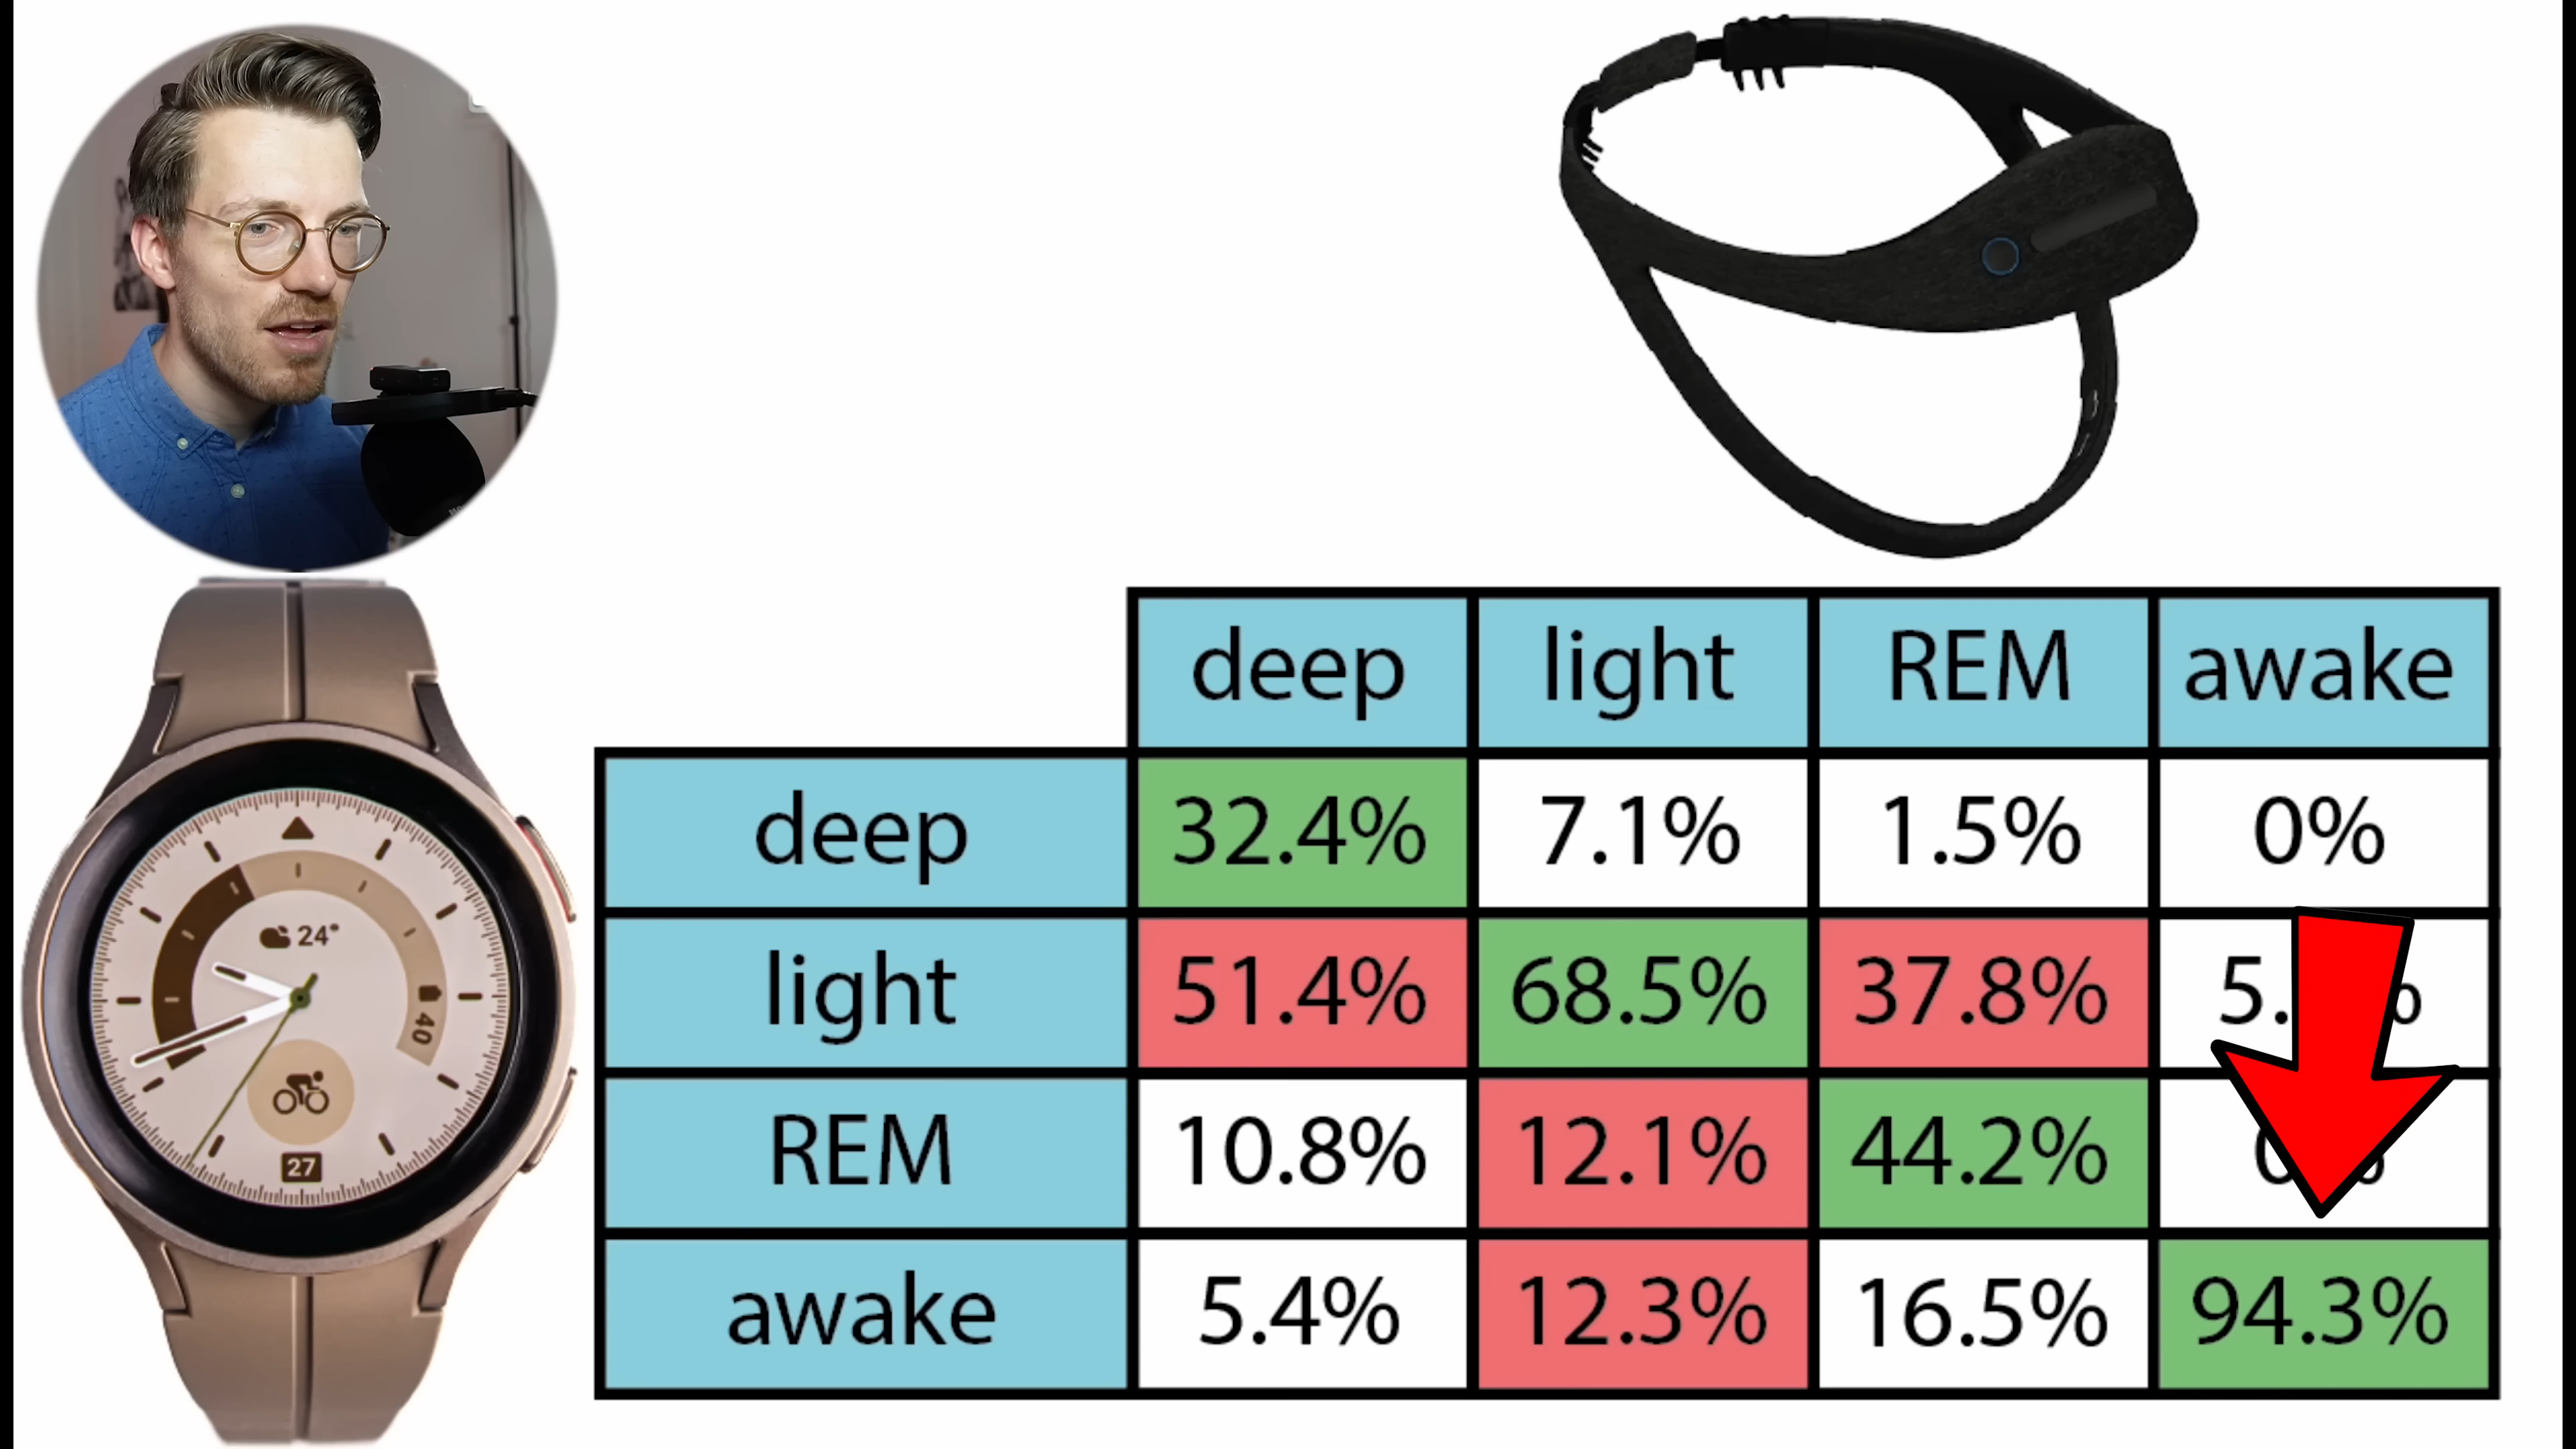 deep light REM awake
deep 32.4% 7.1% 1.5% 0%
light 51.4% 68.5% 37.8%
REM 10.8% 12.1% 44.2%
awake 5.4% 12.3% 16.5% 94.3%
24°
40
27